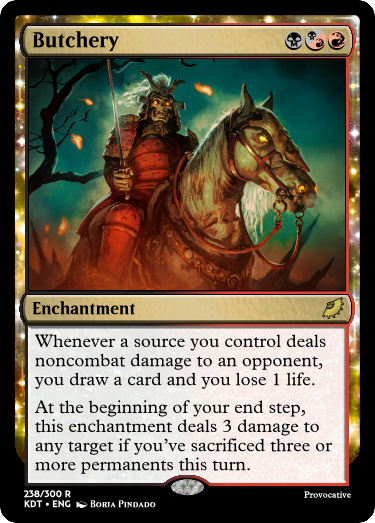 Butchery
Enchantment
Whenever a source you control deals
noncombat damage to an opponent,
you draw a card and you lose 1 life.
At the beginning of your end step,
this enchantment deals 3 damage to
any target if you've sacrificed three
or more permanents this turn.
238/300 R
KDT • ENG Borja Pindado
Provocative